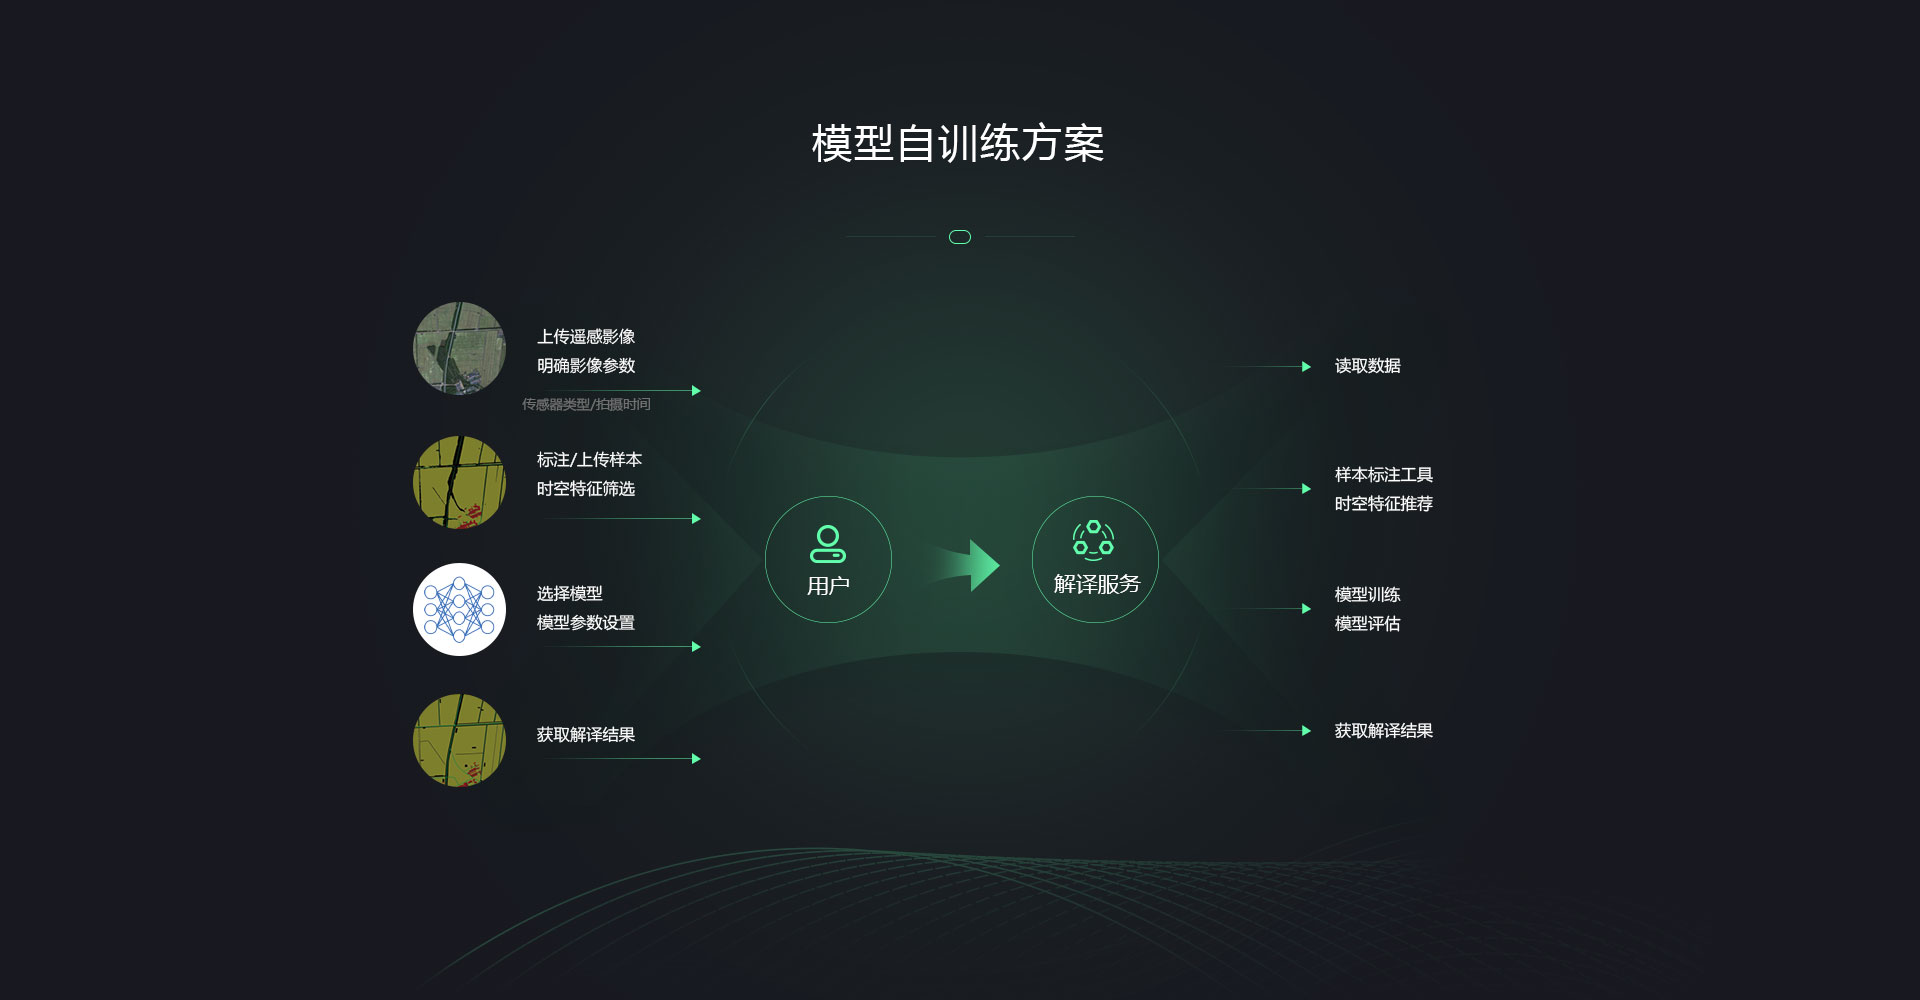 模型自训练方案
上传遥感影像
明确影像参数
传感器类型/拍摄时间
标注/上传样本
时空特征筛选
选择模型
模型参数设置
获取解译结果
用户
解译服务
读取数据
样本标注工具
时空特征推荐
模型训练
模型评估
获取解译结果